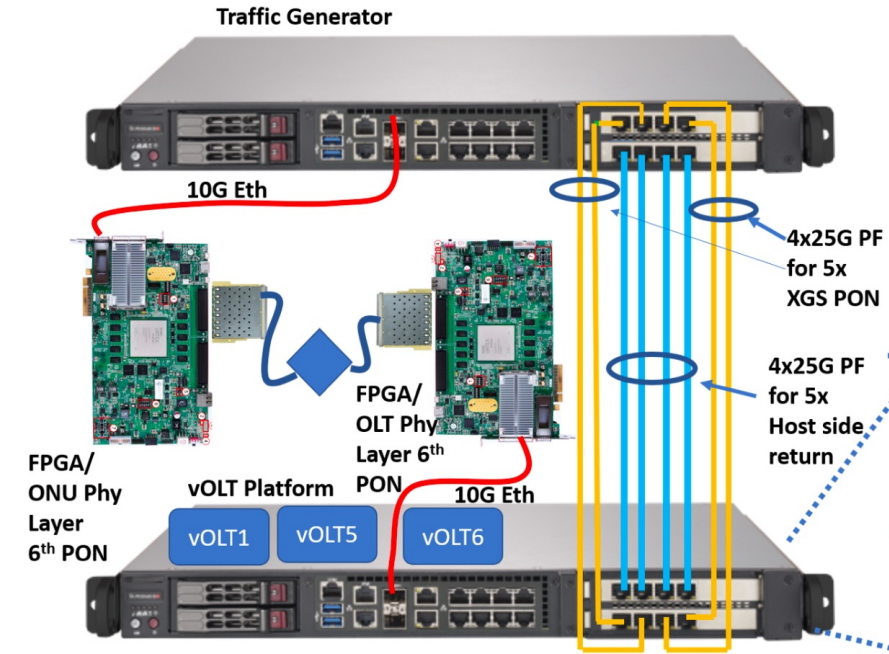 Traffic Generator
10G Eth
4x25G PF
for 5x
XGS PON
4x25G PF
for 5x
Host side
return
FPGA/
OLT Phy
Layer 6th
PON
FPGA/
ONU Phy
Layer
6th PON
vOLT Platform
10G Eth
vOLT1
vOLT5
vOLT6